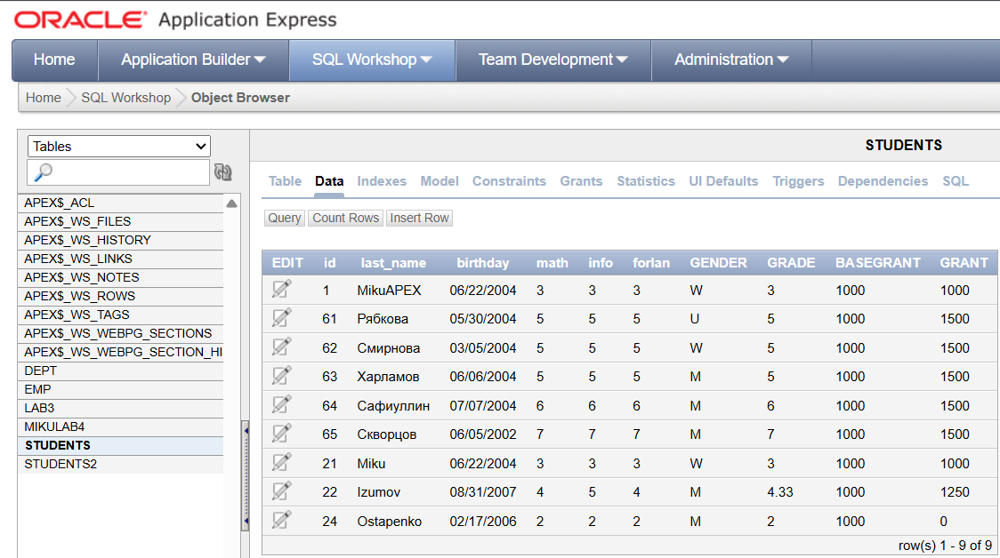 ORACLE® Application Express
Home Application Builder SQL Workshop Team Development Administration
Home SQL Workshop Object Browser
Tables
APEX$_ACL
APEX$_WS_FILES
APEX$_WS_HISTORY
APEX$_WS_LINKS
APEX$_WS_NOTES
APEX$_WS_ROWS
APEX$_WS_TAGS
APEX$_WS_WEBPG_SECTIONS
APEX$_WS_WEBPG_SECTION_HI
DEPT
EMP
LAB3
MIKULAB4
STUDENTS
STUDENTS2
STUDENTS
Table Data Indexes Model Constraints Grants Statistics UI Defaults Triggers Dependencies SQL
Query Count Rows Insert Row
EDIT id last_name birthday math info forlan GENDER GRADE BASEGRANT GRANT
1 MikuAPEX 06/22/2004 3 3 3 W 3 1000 1000
61 Рябкова 05/30/2004 5 5 5 U 5 1000 1500
62 Смирнова 03/05/2004 5 5 5 W 5 1000 1500
63 Харламов 06/06/2004 5 5 5 M 5 1000 1500
64 Сафиуллин 07/07/2004 6 6 6 M 6 1000 1500
65 Скворцов 06/05/2002 7 7 7 M 7 1000 1500
21 Miku 06/22/2004 3 3 3 W 3 1000 1000
22 Izumov 08/31/2007 4 5 4 M 4.33 1000 1250
24 Ostapenko 02/17/2006 2 2 2 M 2 1000 0
row(s) 1 - 9 of 9